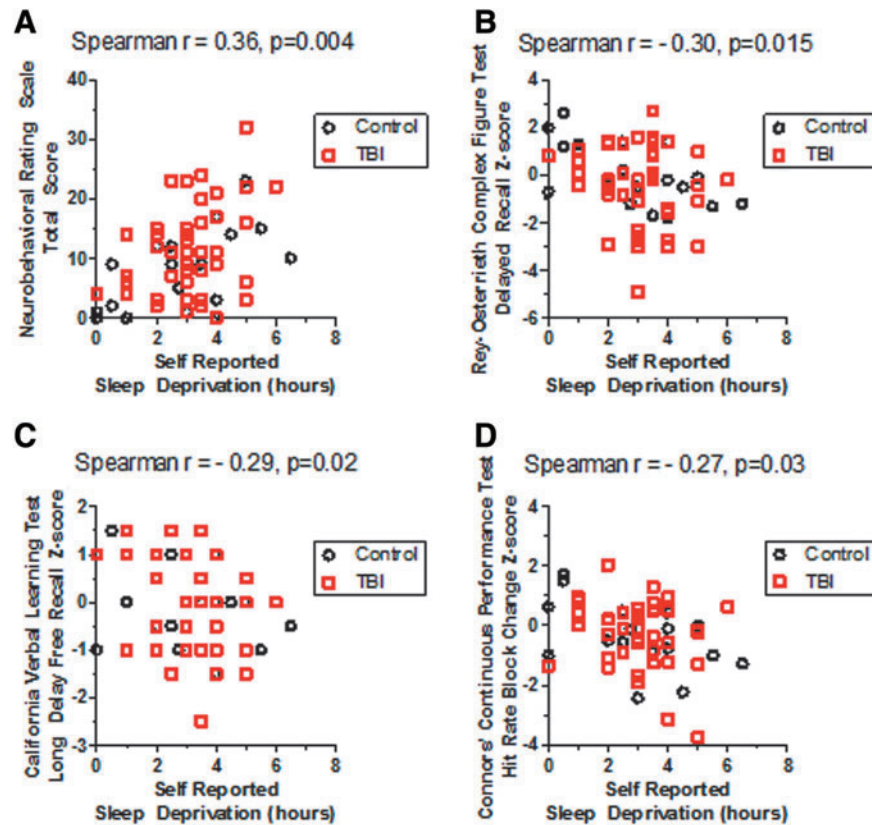 A
Spearman r = 0.36, p=0.004
Neurobehavioral Rating Scale
Total Score
40
30
20
10
0
0 2 4 6 8
Self Reported
Sleep Deprivation (hours)
Control
TBI
B
Spearman r = - 0.30, p=0.015
Rey-Osterrieth Complex Figure Test
Delayed Recall Z-score
4
2
0
-2
-4
-6
0 2 4 6 8
Self Reported
Sleep Deprivation (hours)
Control
TBI
C
Spearman r = - 0.29, p=0.02
California Verbal Learning Test
Long Delay Free Recall Z-score
2
1
0
-1
-2
-3
0 2 4 6 8
Self Reported
Sleep Deprivation (hours)
Control
TBI
D
Spearman r = - 0.27, p=0.03
Connors' Continuous Performance Test
Hit Rate Block Change Z-score
4
2
0
-2
-4
0 2 4 6 8
Self Reported
Sleep Deprivation (hours)
Control
TBI